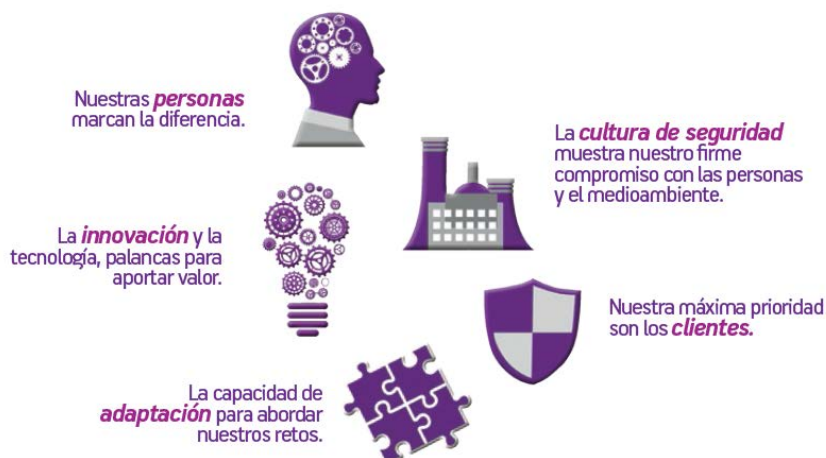 Nuestras personas
marcan la diferencia.
La cultura de seguridad
muestra nuestro firme
compromiso con las personas
y el medioambiente.
La innovación y la
tecnología, palancas para
aportar valor.
Nuestra máxima prioridad
son los clientes.
La capacidad de
adaptación para abordar
nuestros retos.